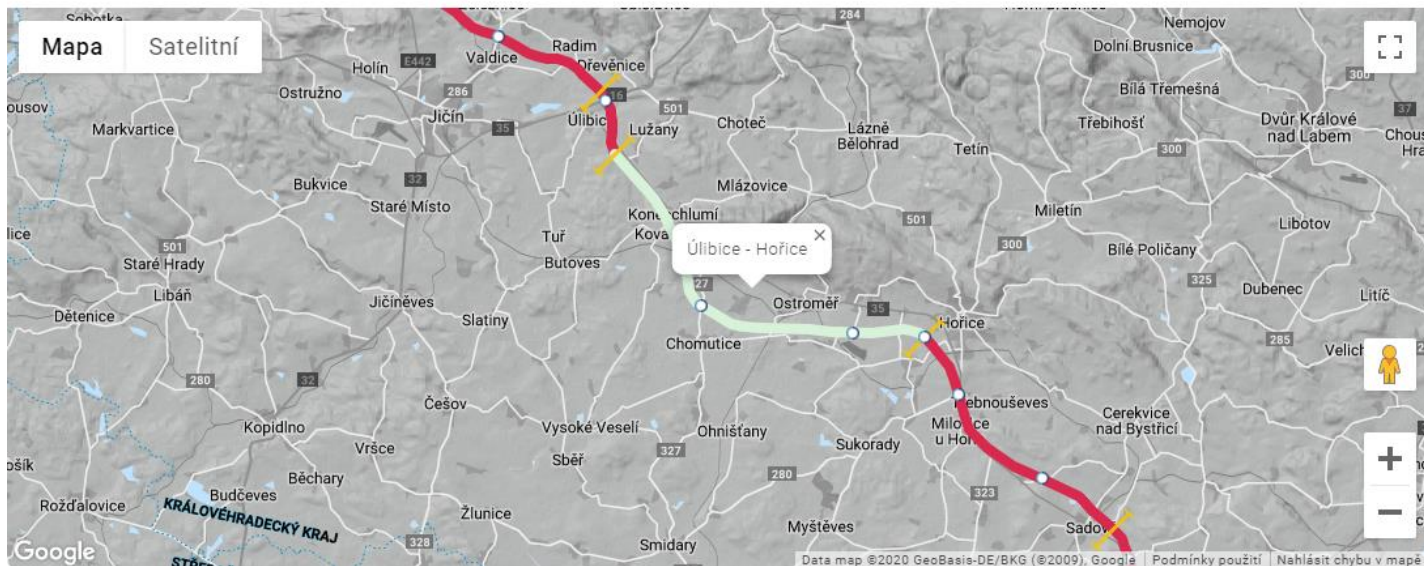 Sobotka
284
Nemojov
Mapa
Satelitní
Radim
Valdice
Dolní Brusnice
Holín
E442
Dřevěnice
300
Ostružno
286
16
Bílá Třemešná
Jičín
501
37
Markvartice
35
Lužany
Choteč
Lázně
Bělohrad
Třebihošť
Dvůr Králové
nad Labem
Tetín
300
Bukvice
32
Mlázovice
Staré Místo
501
Miletín
Libotov
Tuř
Úlibice - Hořice
300
Bílé Poličany
501
Staré Hrady
Butoves
325
Libáň
27
Dubenec
Jičíněves
Ostroměř
35
Litíč
Dětenice
Slatiny
Hořice
Chomutice
285
280
32
Češov
Cerekvice
nad Bystřicí
Kopidlno
Vysoké Veselí
Ohnišťany
Sukorady
Vršce
Sběř
327
280
Běchary
323
Budčeves
Rožďalovice
KRÁLOVÉHRADECKÝ KRAJ
Žlunice
Myštěves
328
Smidary
Google
Data map ©2020 GeoBasis-DE/BKG (©2009), Google
Podmínky použití
Nahlásit chybu v mapě